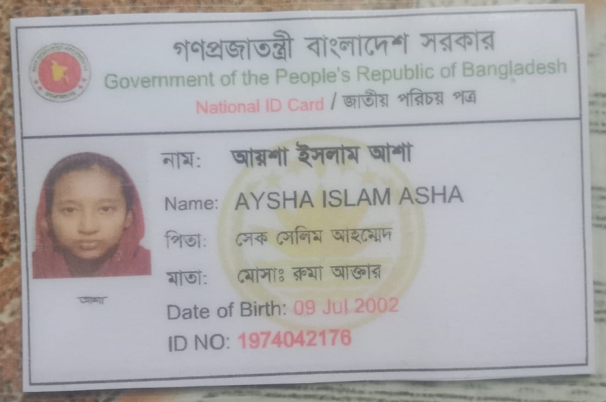 গণপ্রজাতন্ত্রী বাংলাদেশ সরকার
Government of the People's Republic of Bangladesh
National ID Card / জাতীয় পরিচয় পত্র
নাম: আয়শা ইসলাম আশা
Name: AYSHA ISLAM ASHA
পিতা: সেক সেলিম আহমেদ
মাতা: মোসাঃ রুমা আক্তার
আশা
Date of Birth: 09 Jul 2002
ID NO: 1974042176